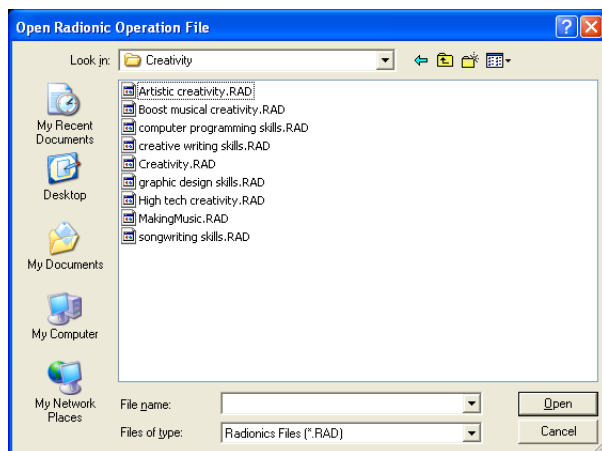 Open Radionic Operation File
Look in: Creativity
My Recent
Documents
Desktop
My Documents
My Computer
My Network
Places
Artistic creativity.RAD
Boost musical creativity.RAD
computer programming skills.RAD
creative writing skills.RAD
Creativity.RAD
graphic design skills.RAD
High tech creativity.RAD
MakingMusic.RAD
songwriting skills.RAD
File name: Open
Files of type: Radionics Files (*.RAD) Cancel